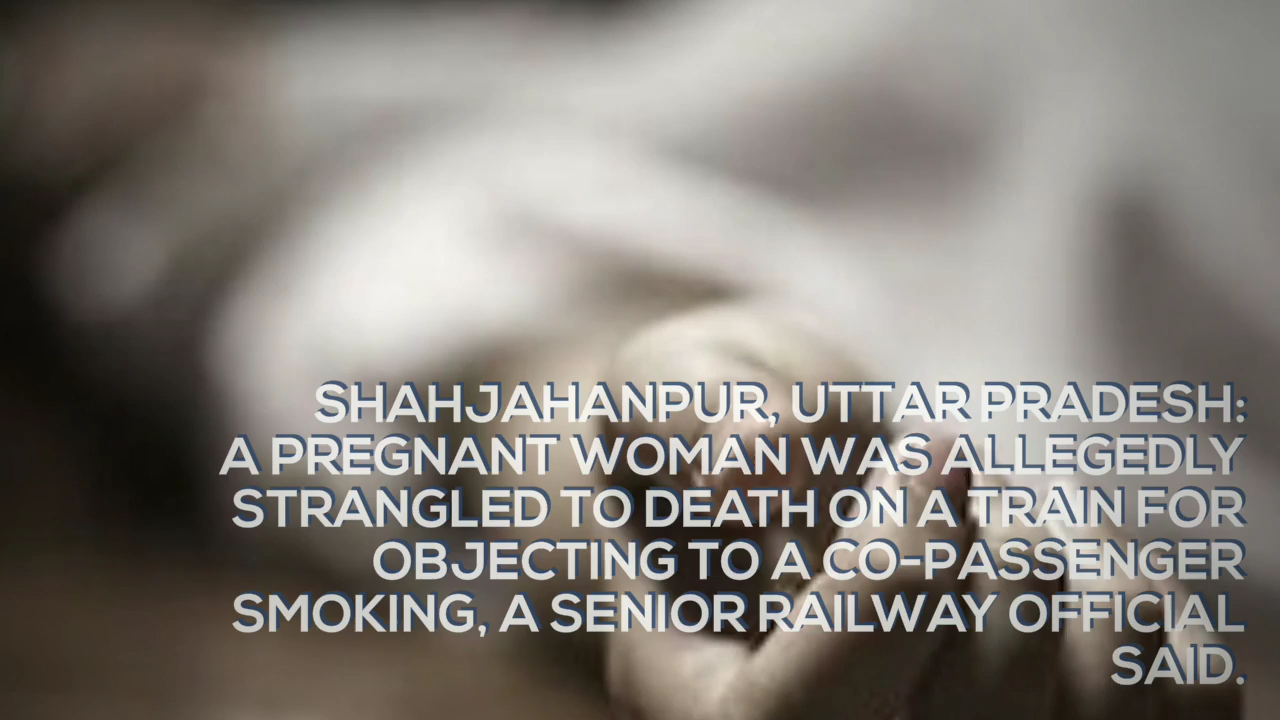 SHAHJAHANPUR, UTTAR PRADESH:
A PREGNANT WOMAN WAS ALLEGEDLY
STRANGLED TO DEATH ON A TRAIN FOR
OBJECTING TO A CO-PASSENGER
SMOKING, A SENIOR RAILWAY OFFICIAL
SAID.